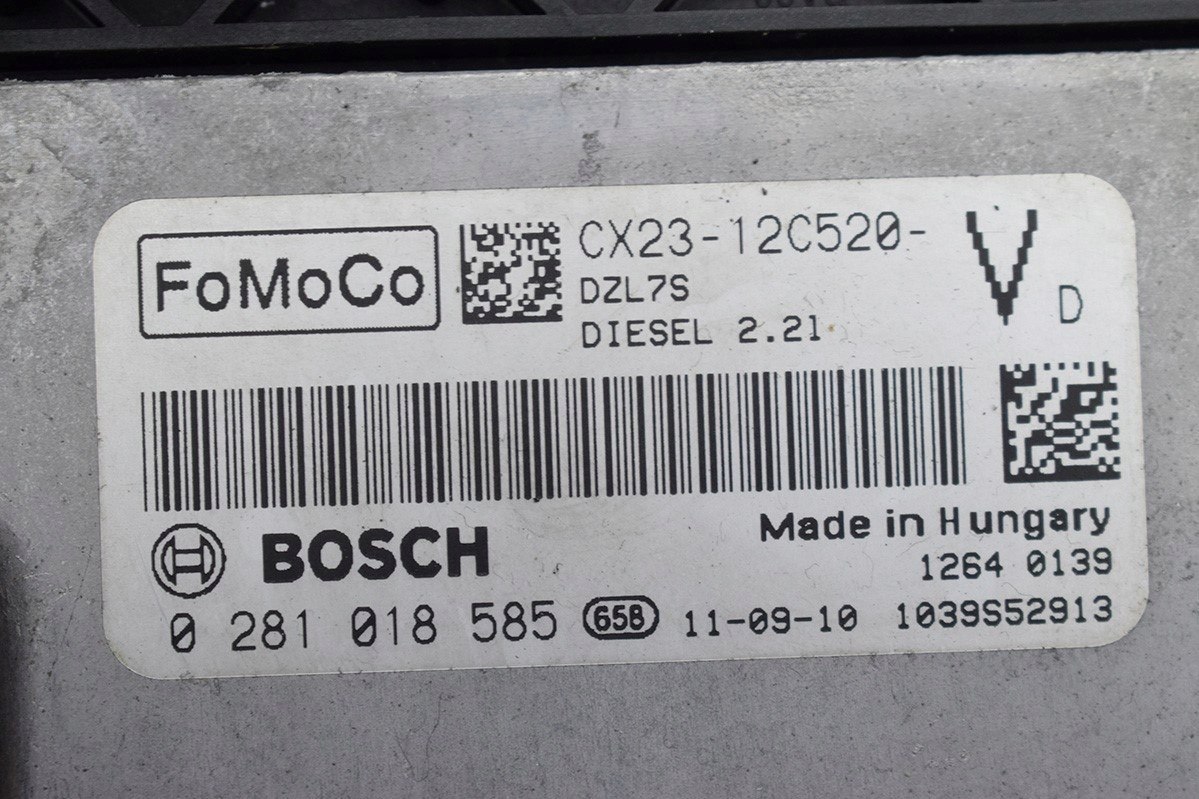 FoMoCo
CX23-12C520-
V D
DZL7S
DIESEL 2.2l
BOSCH
Made in Hungary
1264 0139
0 281 018 585 658 11-09-10 1039S52913